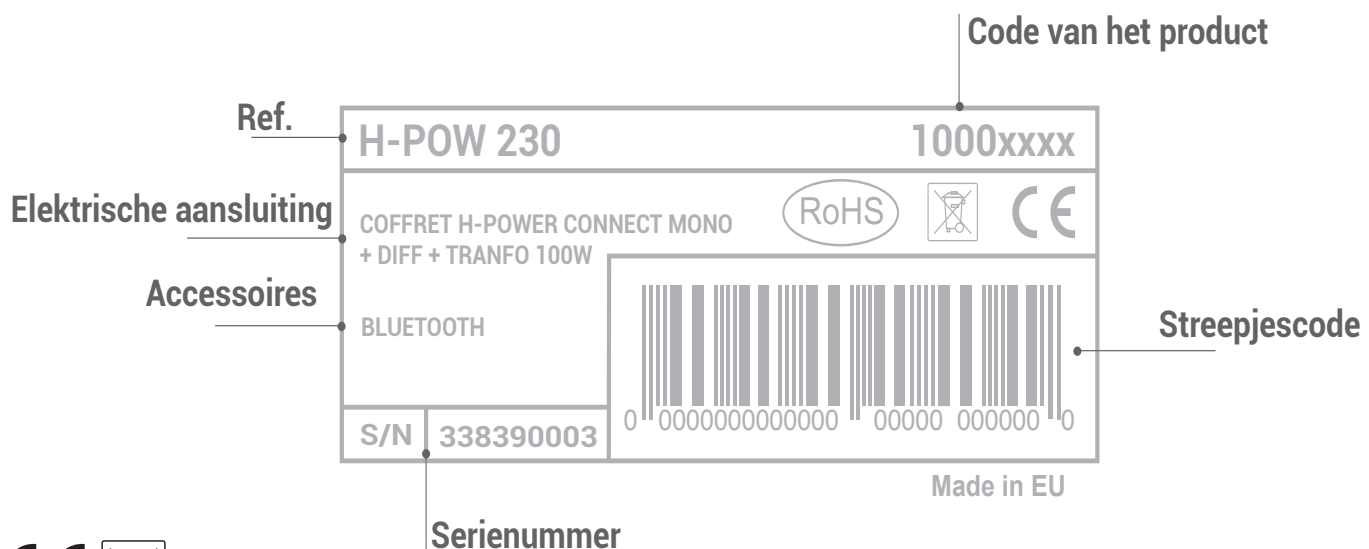 Code van het product
Ref.
H-POW 230
1000xxxx
Elektrische aansluiting
COFFRET H-POWER CONNECT MONO
+ DIFF + TRANFO 100W
RoHS
CE
Accessoires
BLUETOOTH
Streepjescode
0 0000000000000 00000 000000 0
S/N
338390003
Made in EU
Serienummer